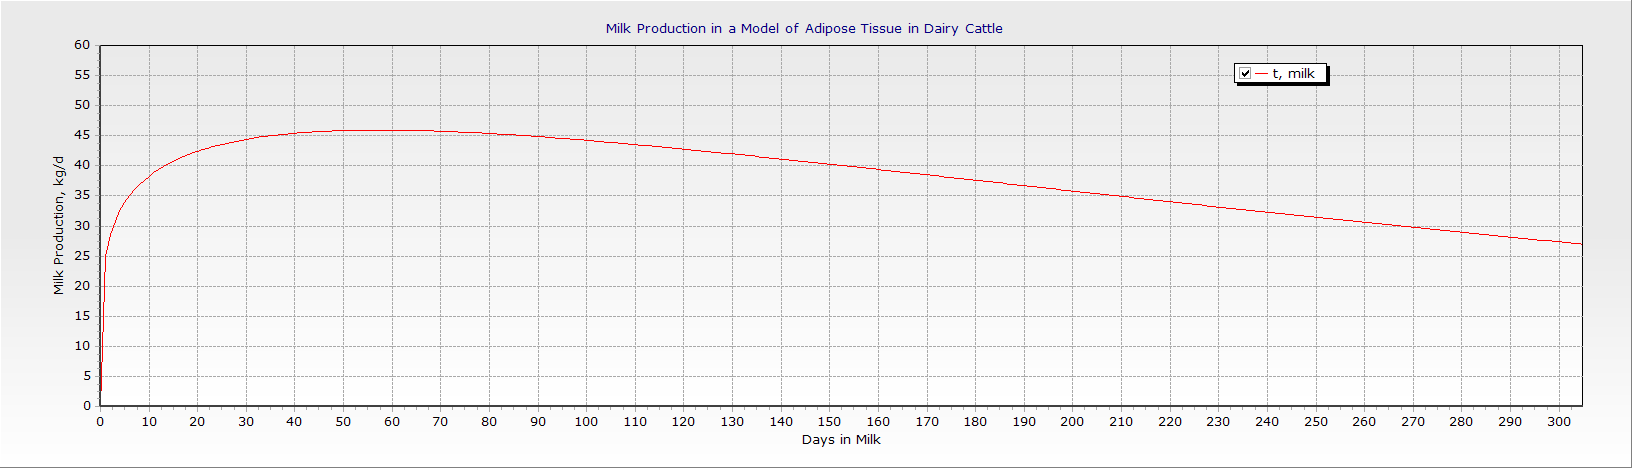 Milk Production in a Model of Adipose Tissue in Dairy Cattle
60
55
50
45
40
35
30
25
20
15
10
5
0
Milk Production, kg/d
t, milk
0 10 20 30 40 50 60 70 80 90 100 110 120 130 140 150 160 170 180 190 200 210 220 230 240 250 260 270 280 290 300
Days in Milk